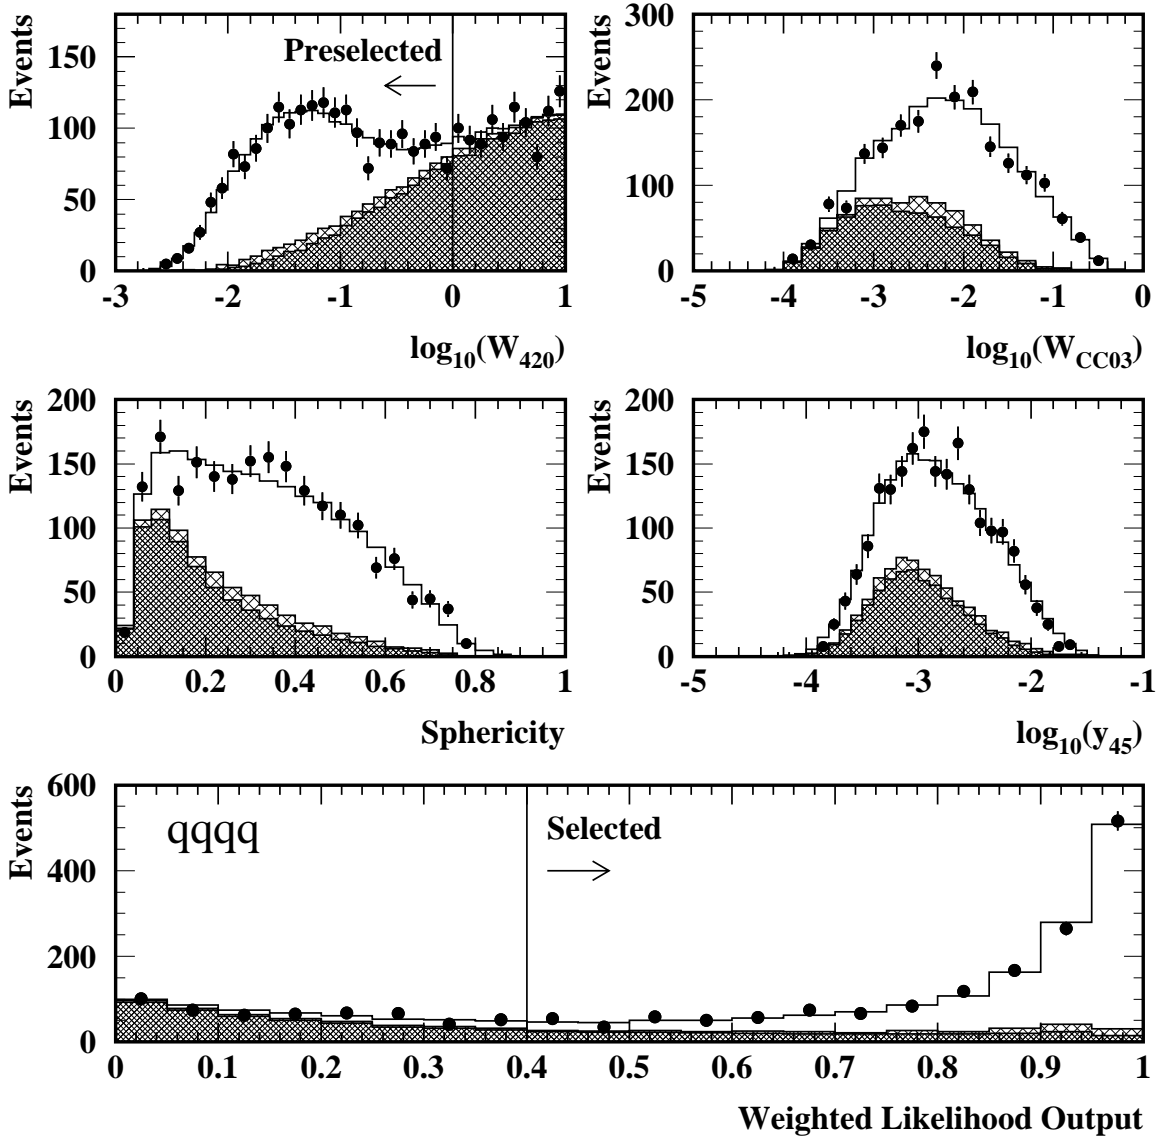 Events
150
100
50
0
Preselected
-3 -2 -1 0 1
log10(W420)
Events
300
200
100
0
-5 -4 -3 -2 -1 0
log10(WCC03)
Events
200
150
100
50
0
0 0.2 0.4 0.6 0.8 1
Sphericity
Events
200
150
100
50
0
-5 -4 -3 -2 -1
log10(y45)
Events
600
400
200
0
qqqq
Selected
0 0.1 0.2 0.3 0.4 0.5 0.6 0.7 0.8 0.9 1
Weighted Likelihood Output